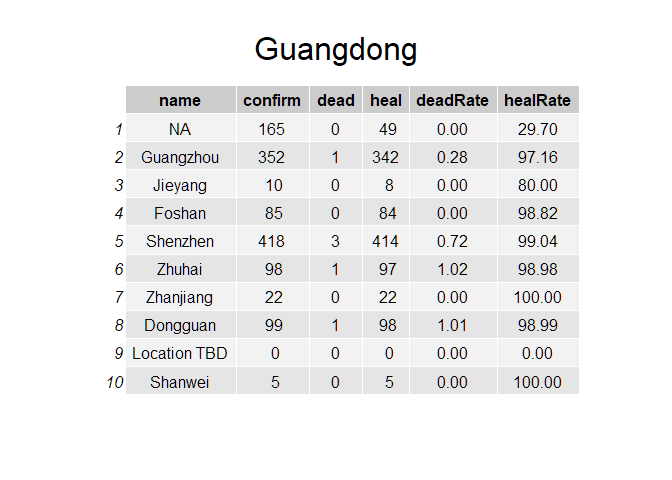 Guangdong
name confirm dead heal deadRate healRate
1 NA 165 0 49 0.00 29.70
2 Guangzhou 352 1 342 0.28 97.16
3 Jieyang 10 0 8 0.00 80.00
4 Foshan 85 0 84 0.00 98.82
5 Shenzhen 418 3 414 0.72 99.04
6 Zhuhai 98 1 97 1.02 98.98
7 Zhanjiang 22 0 22 0.00 100.00
8 Dongguan 99 1 98 1.01 98.99
9 Location TBD 0 0 0 0.00 0.00
10 Shanwei 5 0 5 0.00 100.00